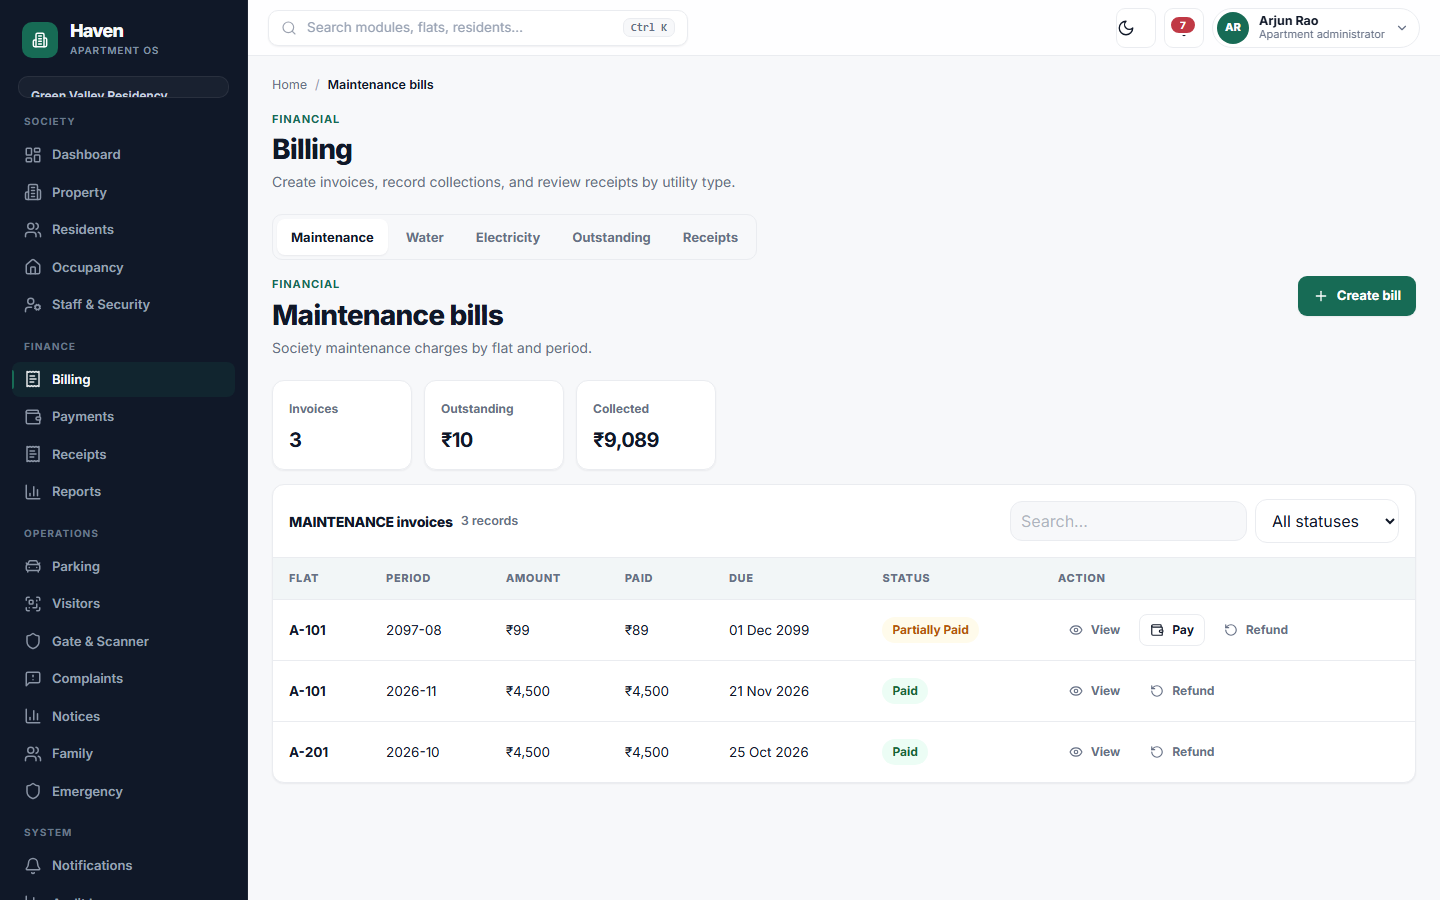 Haven
APARTMENT OS
Green Valley Residency
SOCIETY
Dashboard
Property
Residents
Occupancy
Staff & Security
FINANCE
Billing
Payments
Receipts
Reports
OPERATIONS
Parking
Visitors
Gate & Scanner
Complaints
Notices
Family
Emergency
SYSTEM
Notifications
Search modules, flats, residents...
Ctrl K
7
AR
Arjun Rao
Apartment administrator
Home / Maintenance bills
FINANCIAL
Billing
Create invoices, record collections, and review receipts by utility type.
Maintenance Water Electricity Outstanding Receipts
FINANCIAL
Maintenance bills
Society maintenance charges by flat and period.
+ Create bill
Invoices
3
Outstanding
₹10
Collected
₹9,089
MAINTENANCE invoices 3 records
Search...
All statuses
FLAT PERIOD AMOUNT PAID DUE STATUS ACTION
A-101 2097-08 ₹99 ₹89 01 Dec 2099 Partially Paid View Pay Refund
A-101 2026-11 ₹4,500 ₹4,500 21 Nov 2026 Paid View Refund
A-201 2026-10 ₹4,500 ₹4,500 25 Oct 2026 Paid View Refund